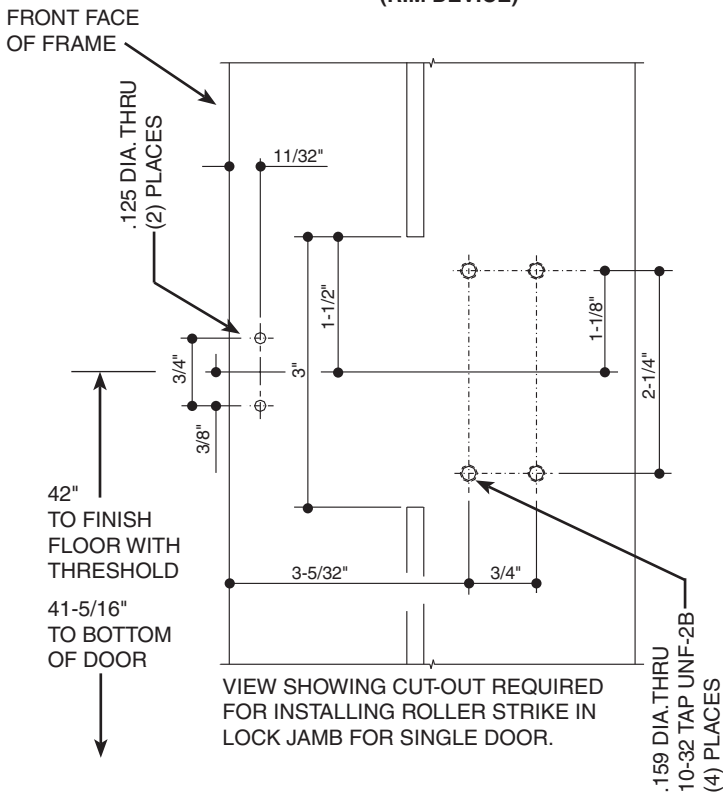 FRONT FACE
OF FRAME
.125 DIA. THRU
(2) PLACES
11/32"
1-1/2"
3"
3/4"
3/8"
1-1/8"
2-1/4"
42"
TO FINISH
FLOOR WITH
THRESHOLD
41-5/16"
TO BOTTOM
OF DOOR
3-5/32"
3/4"
.159 DIA.THRU
10-32 TAP UNF-2B
(4) PLACES
VIEW SHOWING CUT-OUT REQUIRED
FOR INSTALLING ROLLER STRIKE IN
LOCK JAMB FOR SINGLE DOOR.